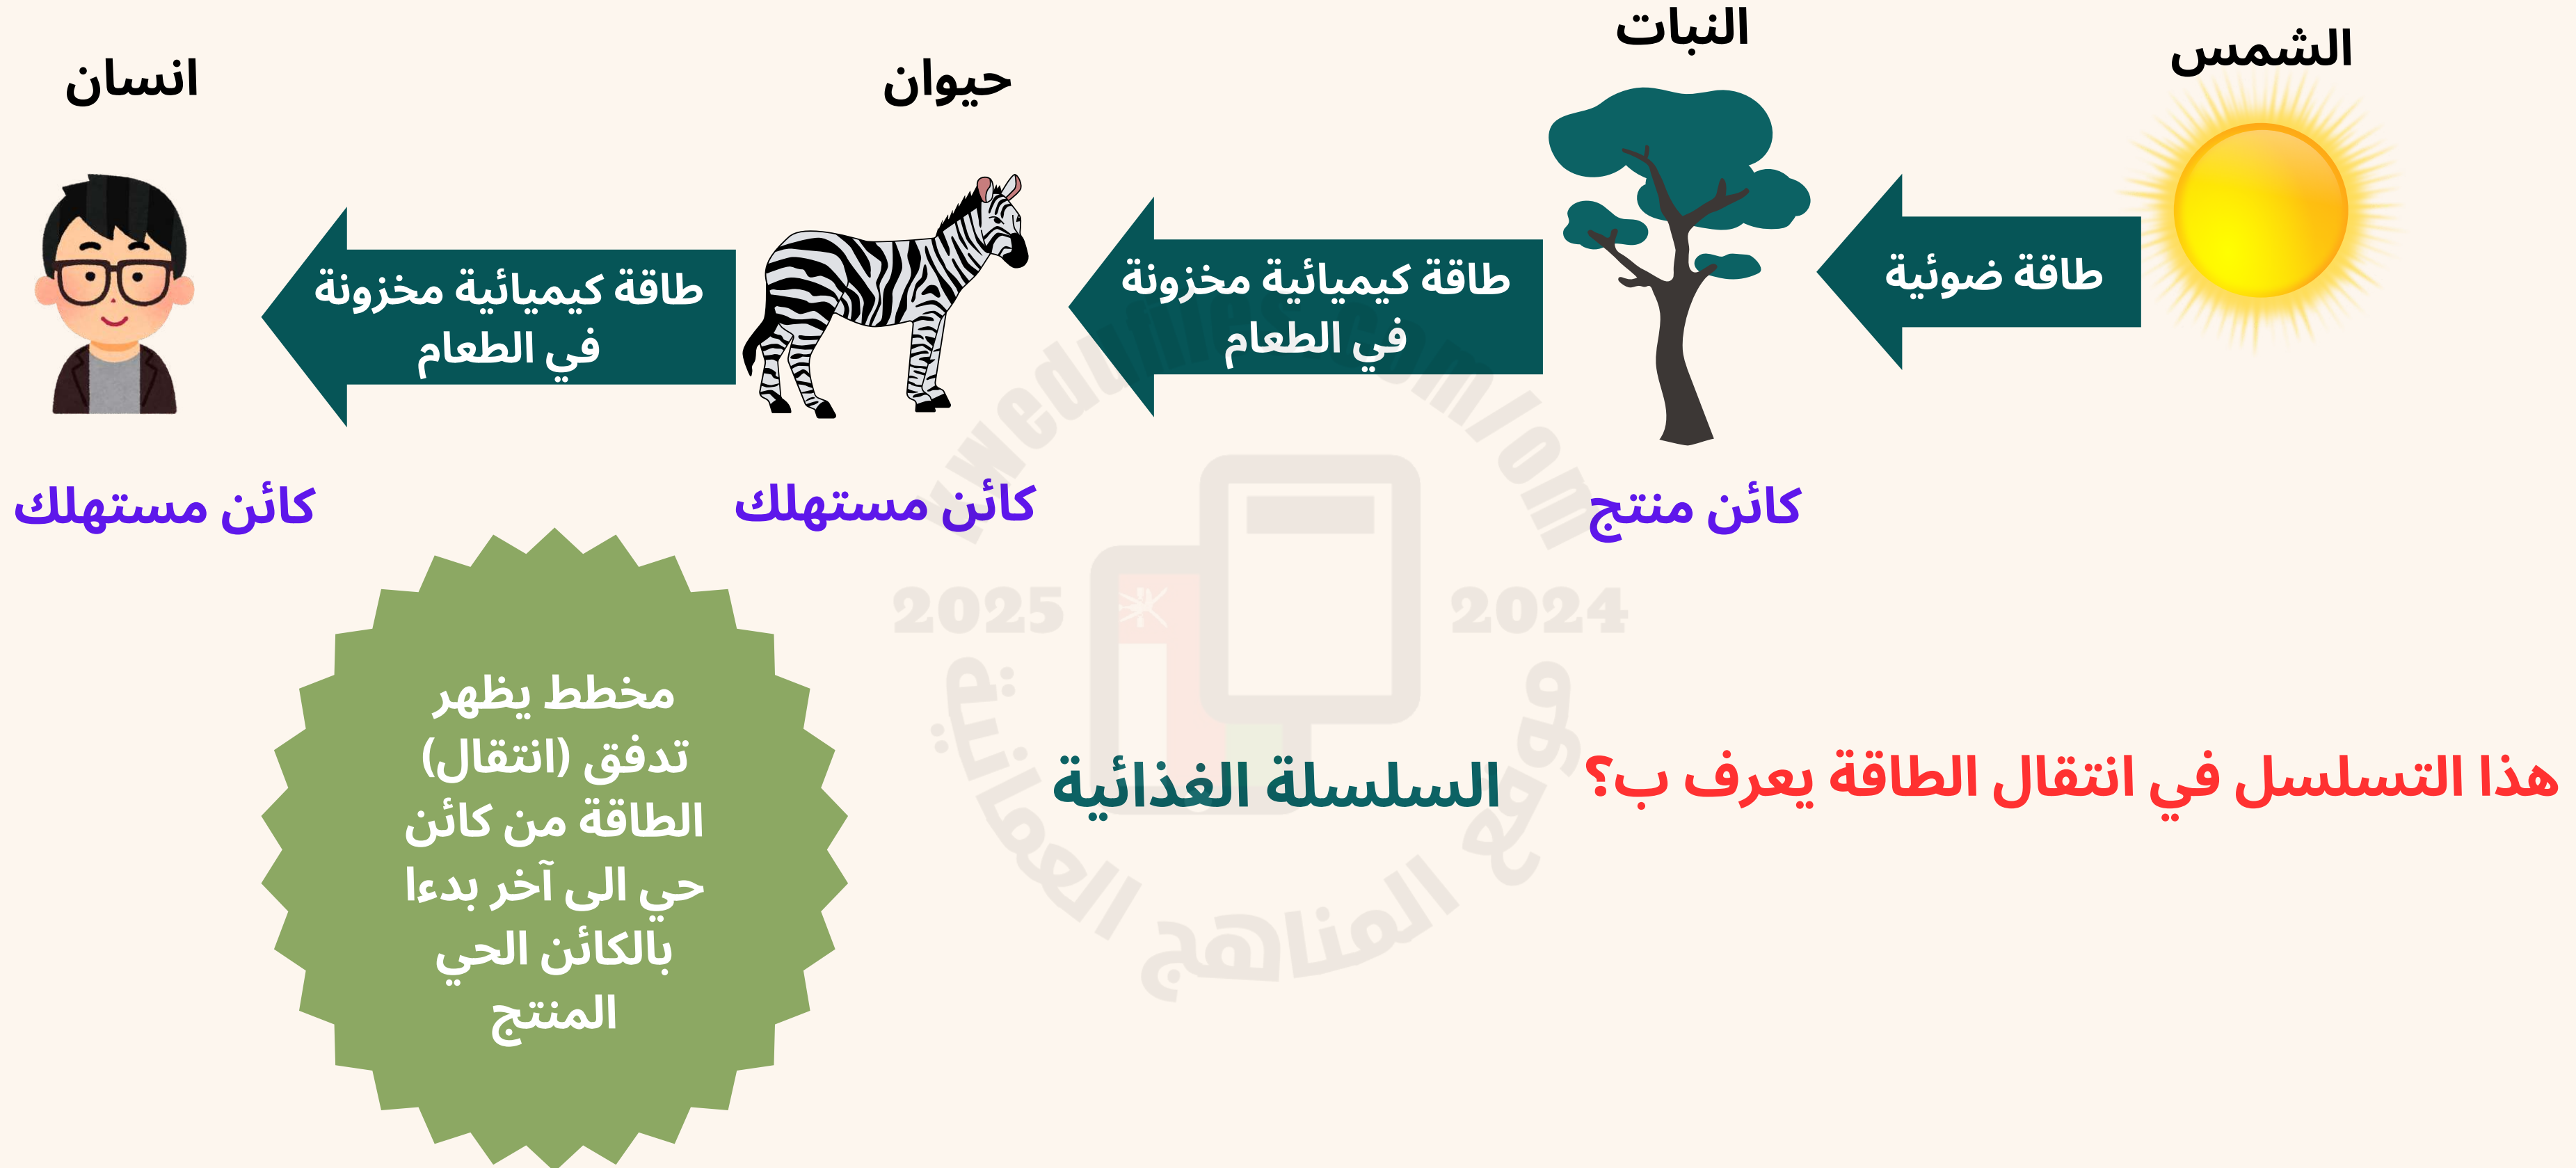 الشمس
النبات
حيوان
انسان
طاقة ضوئية
طاقة كيميائية مخزونة
في الطعام
طاقة كيميائية مخزونة
في الطعام
كائن منتج
كائن مستهلك
كائن مستهلك
هذا التسلسل في انتقال الطاقة يعرف ب؟
السلسلة الغذائية
مخطط يظهر
تدفق (انتقال)
الطاقة من كائن
حي الى آخر بدءا
بالكائن الحي
المنتج
2024
2025
موقع المناهج العمانية